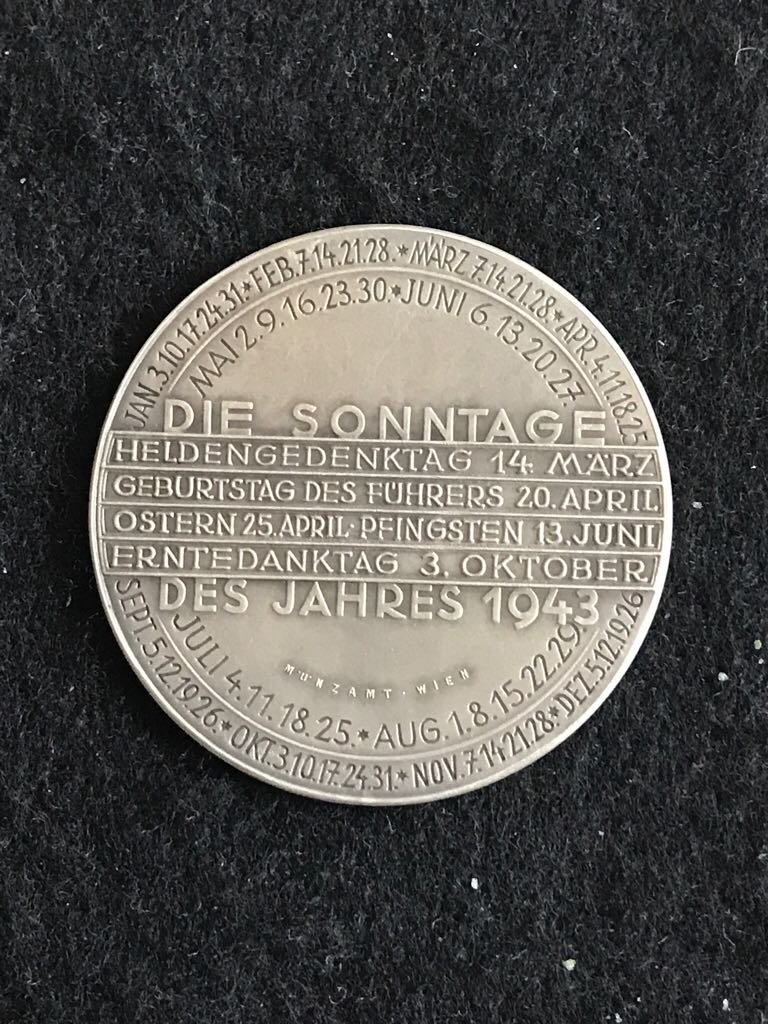 JAN. 3.10.17.24.31.*FEB.7.14.21.28.*MÄRZ 7.14.21.28*APR.4.11.18.25
MAI 2.9.16.23.30.*JUNI 6.13.20.27.
DIE SONNTAGE
HELDENGEDENKTAG 14. MÄRZ
GEBURTSTAG DES FÜHRERS 20. APRIL
OSTERN 25. APRIL·PFINGSTEN 13. JUNI
ERNTEDANKTAG 3. OKTOBER
DES JAHRES 1943
MÜNZAMT · WIEN
JULI 4.11.18.25.* AUG.1.8.15.22.29.
SEPT. 5.12.19.26*OKT.3.10.17.24.31.* NOV.7.14.21.28*DEZ.5.12.19.26